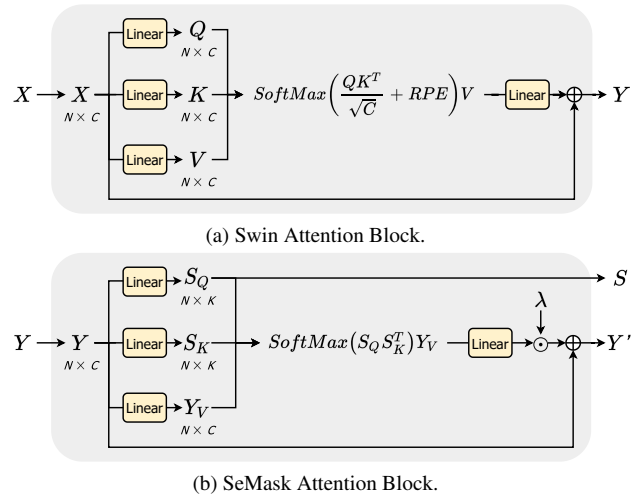 Linear Q
N × C
X X Linear K SoftMax(QK^T/√C + RPE)V Linear ⊕ Y
N × C N × C
Linear V
N × C
(a) Swin Attention Block.
Linear S_Q S
N × K
λ
Y Y Linear S_K SoftMax(S_Q S_K^T)Y_V Linear ⊙ ⊕ Y'
N × C N × K
Linear Y_V
N × C
(b) SeMask Attention Block.